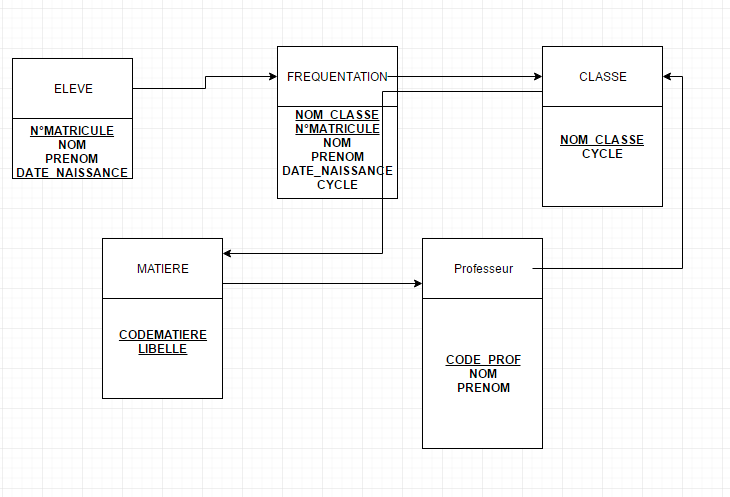 ELEVE
N°MATRICULE
NOM
PRENOM
DATE_NAISSANCE
FREQUENTATION
NOM_CLASSE
N°MATRICULE
NOM
PRENOM
DATE_NAISSANCE
CYCLE
CLASSE
NOM_CLASSE
CYCLE
MATIERE
CODEMATIERE
LIBELLE
Professeur
CODE_PROF
NOM
PRENOM